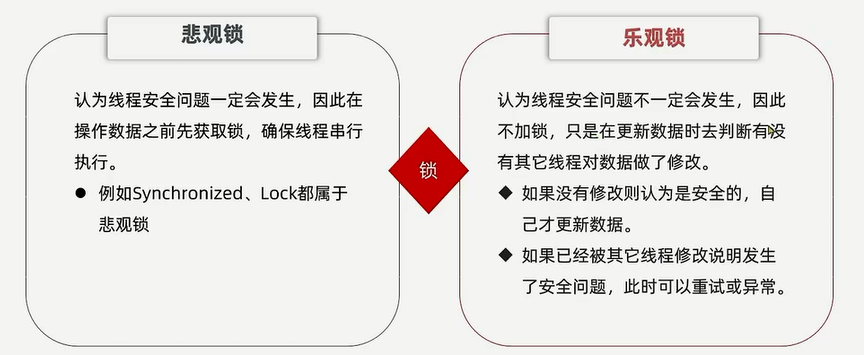 悲观锁
认为线程安全问题一定会发生，因此在
操作数据之前先获取锁，确保线程串行
执行。
● 例如Synchronized、Lock都属于
悲观锁
锁
乐观锁
认为线程安全问题不一定会发生，因此
不加锁，只是在更新数据时去判断有没
有其它线程对数据做了修改。
◆ 如果没有修改则认为是安全的，自
己才更新数据。
◆ 如果已经被其它线程修改说明发生
了安全问题，此时可以重试或异常。